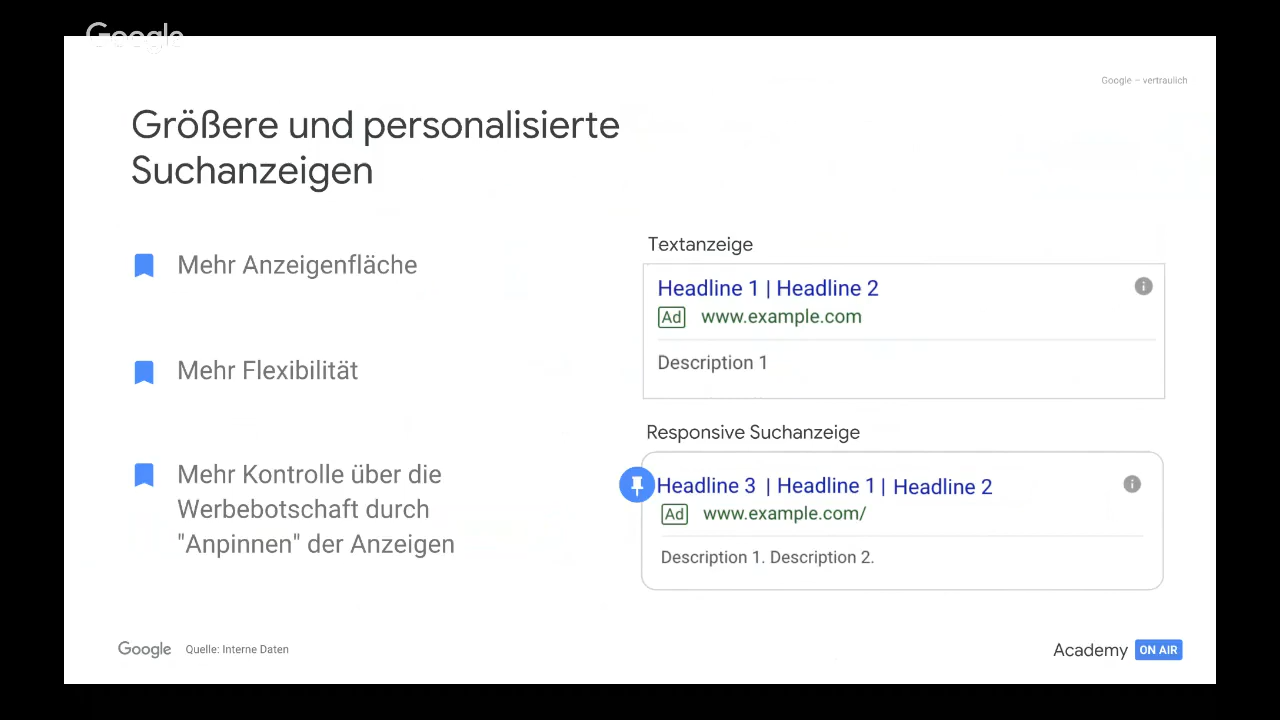 Google
Google – vertraulich
Größere und personalisierte
Suchanzeigen
Mehr Anzeigenfläche
Mehr Flexibilität
Mehr Kontrolle über die
Werbebotschaft durch
"Anpinnen" der Anzeigen
Textanzeige
Headline 1 | Headline 2
Ad www.example.com
Description 1
Responsive Suchanzeige
Headline 3 | Headline 1 | Headline 2
Ad www.example.com/
Description 1. Description 2.
Google Quelle: Interne Daten
Academy ON AIR